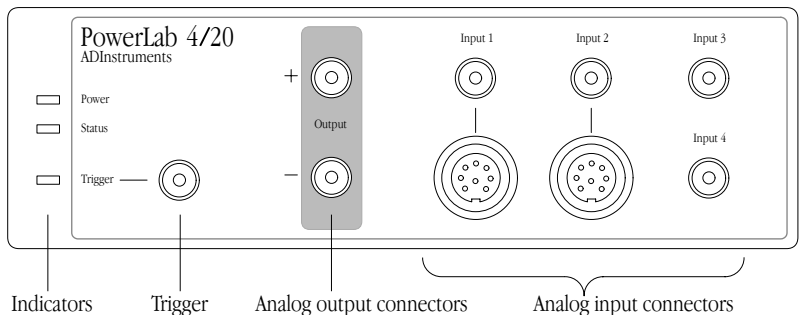 PowerLab 4/20
ADInstruments
Input 1
Input 2
Input 3
+
Power
Output
Status
Input 4
Trigger
−
Indicators
Trigger
Analog output connectors
Analog input connectors